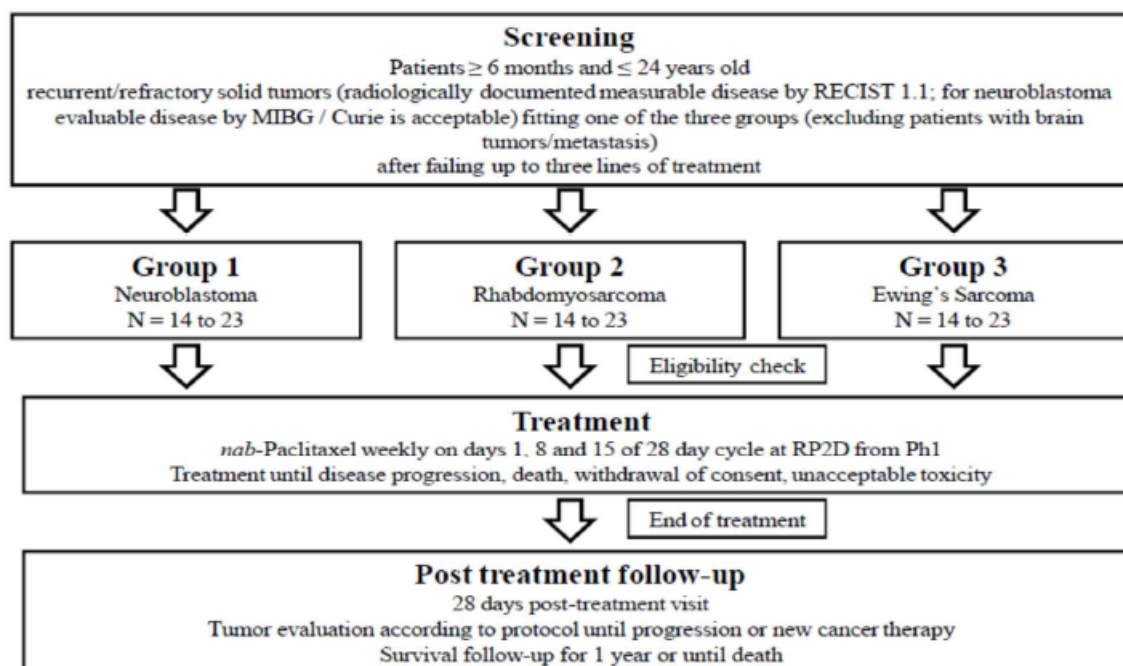 Screening
Patients ≥ 6 months and ≤ 24 years old
recurrent/refractory solid tumors (radiologically documented measurable disease by RECIST 1.1; for neuroblastoma
evaluable disease by MIBG / Curie is acceptable) fitting one of the three groups (excluding patients with brain
tumors/metastasis)
after failing up to three lines of treatment
Group 1
Neuroblastoma
N = 14 to 23
Group 2
Rhabdomyosarcoma
N = 14 to 23
Group 3
Ewing's Sarcoma
N = 14 to 23
Eligibility check
Treatment
nab-Paclitaxel weekly on days 1, 8 and 15 of 28 day cycle at RP2D from Ph1
Treatment until disease progression, death, withdrawal of consent, unacceptable toxicity
End of treatment
Post treatment follow-up
28 days post-treatment visit
Tumor evaluation according to protocol until progression or new cancer therapy
Survival follow-up for 1 year or until death